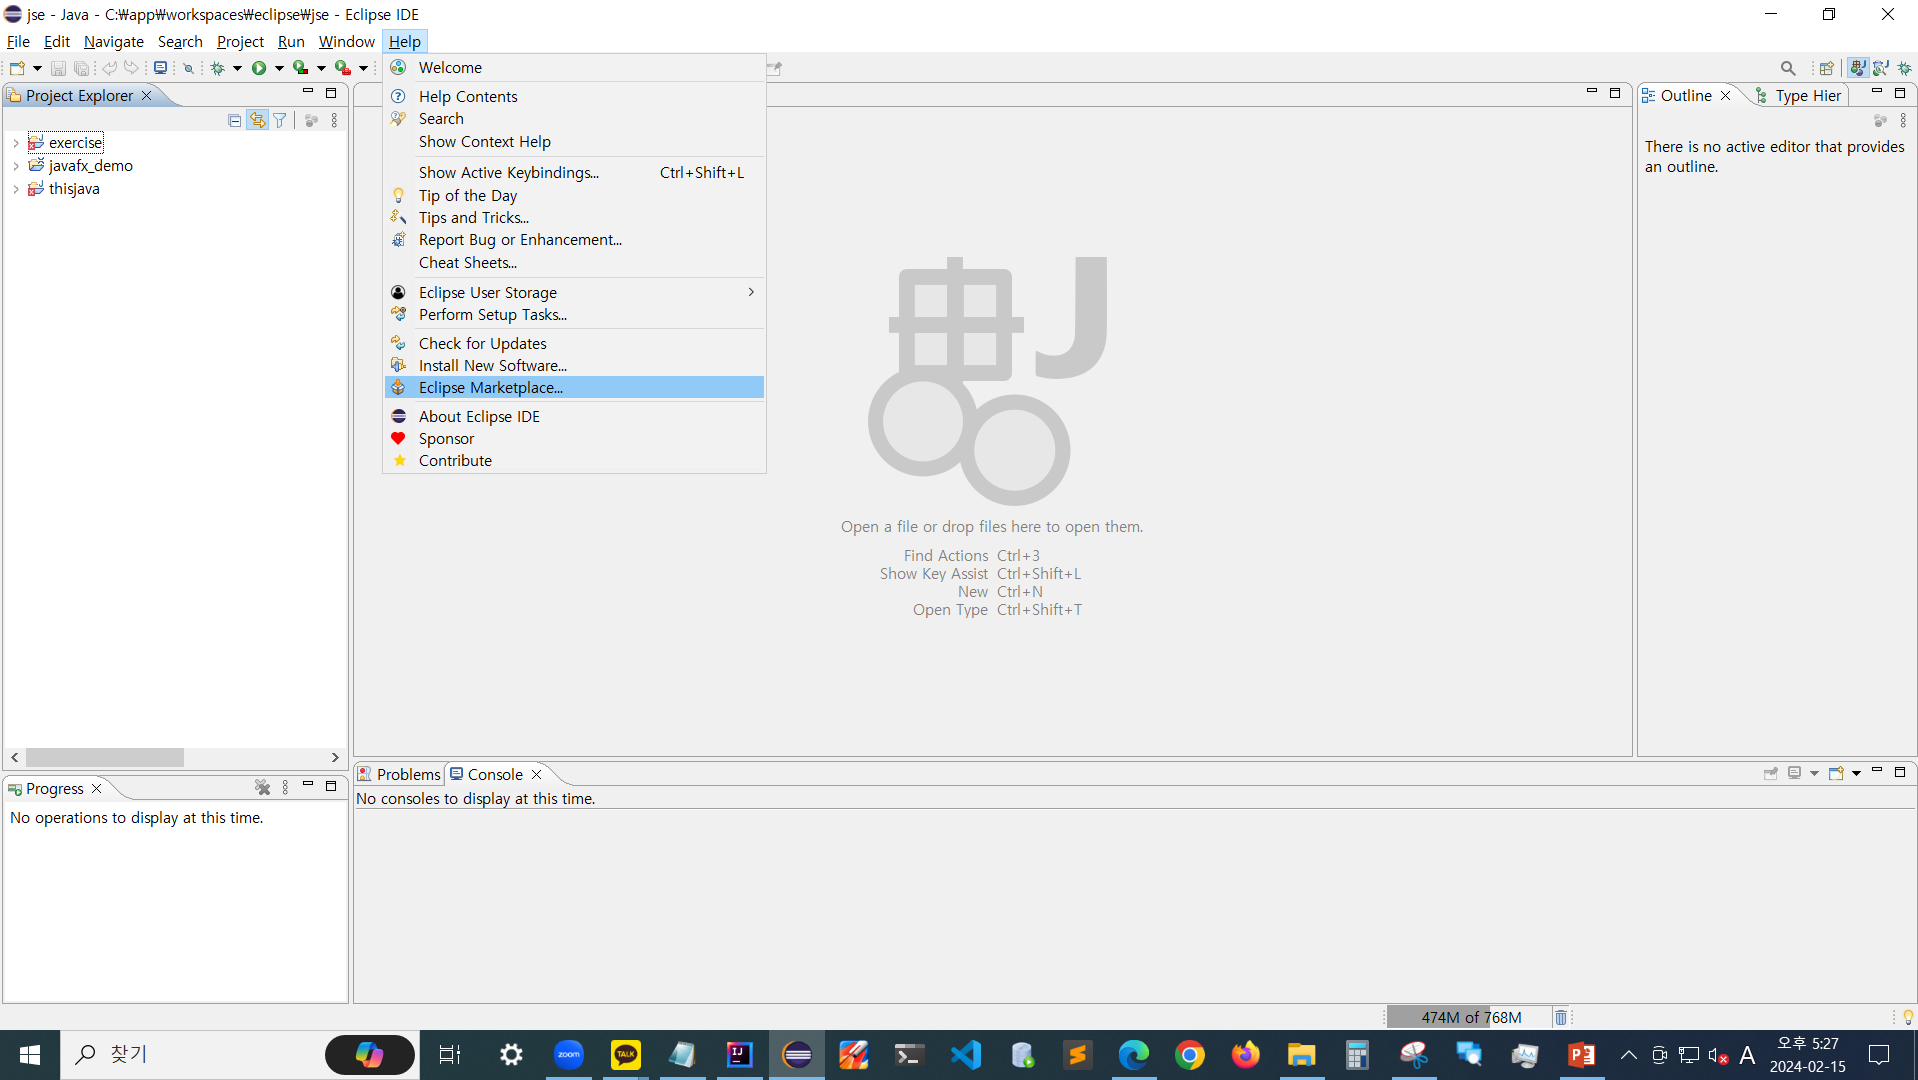 jse - Java - C:₩app₩workspaces₩eclipse₩jse - Eclipse IDE
File Edit Navigate Search Project Run Window Help
Project Explorer
exercise
javafx_demo
thisjava
Welcome
Help Contents
Search
Show Context Help
Show Active Keybindings... Ctrl+Shift+L
Tip of the Day
Tips and Tricks...
Report Bug or Enhancement...
Cheat Sheets...
Eclipse User Storage
Perform Setup Tasks...
Check for Updates
Install New Software...
Eclipse Marketplace...
About Eclipse IDE
Sponsor
Contribute
Open a file or drop files here to open them.
Find Actions Ctrl+3
Show Key Assist Ctrl+Shift+L
New Ctrl+N
Open Type Ctrl+Shift+T
Outline Type Hier
There is no active editor that provides
an outline.
Progress
No operations to display at this time.
Problems Console
No consoles to display at this time.
474M of 768M
찾기
zoom
TALK
IJ
P
A
오후 5:27
2024-02-15